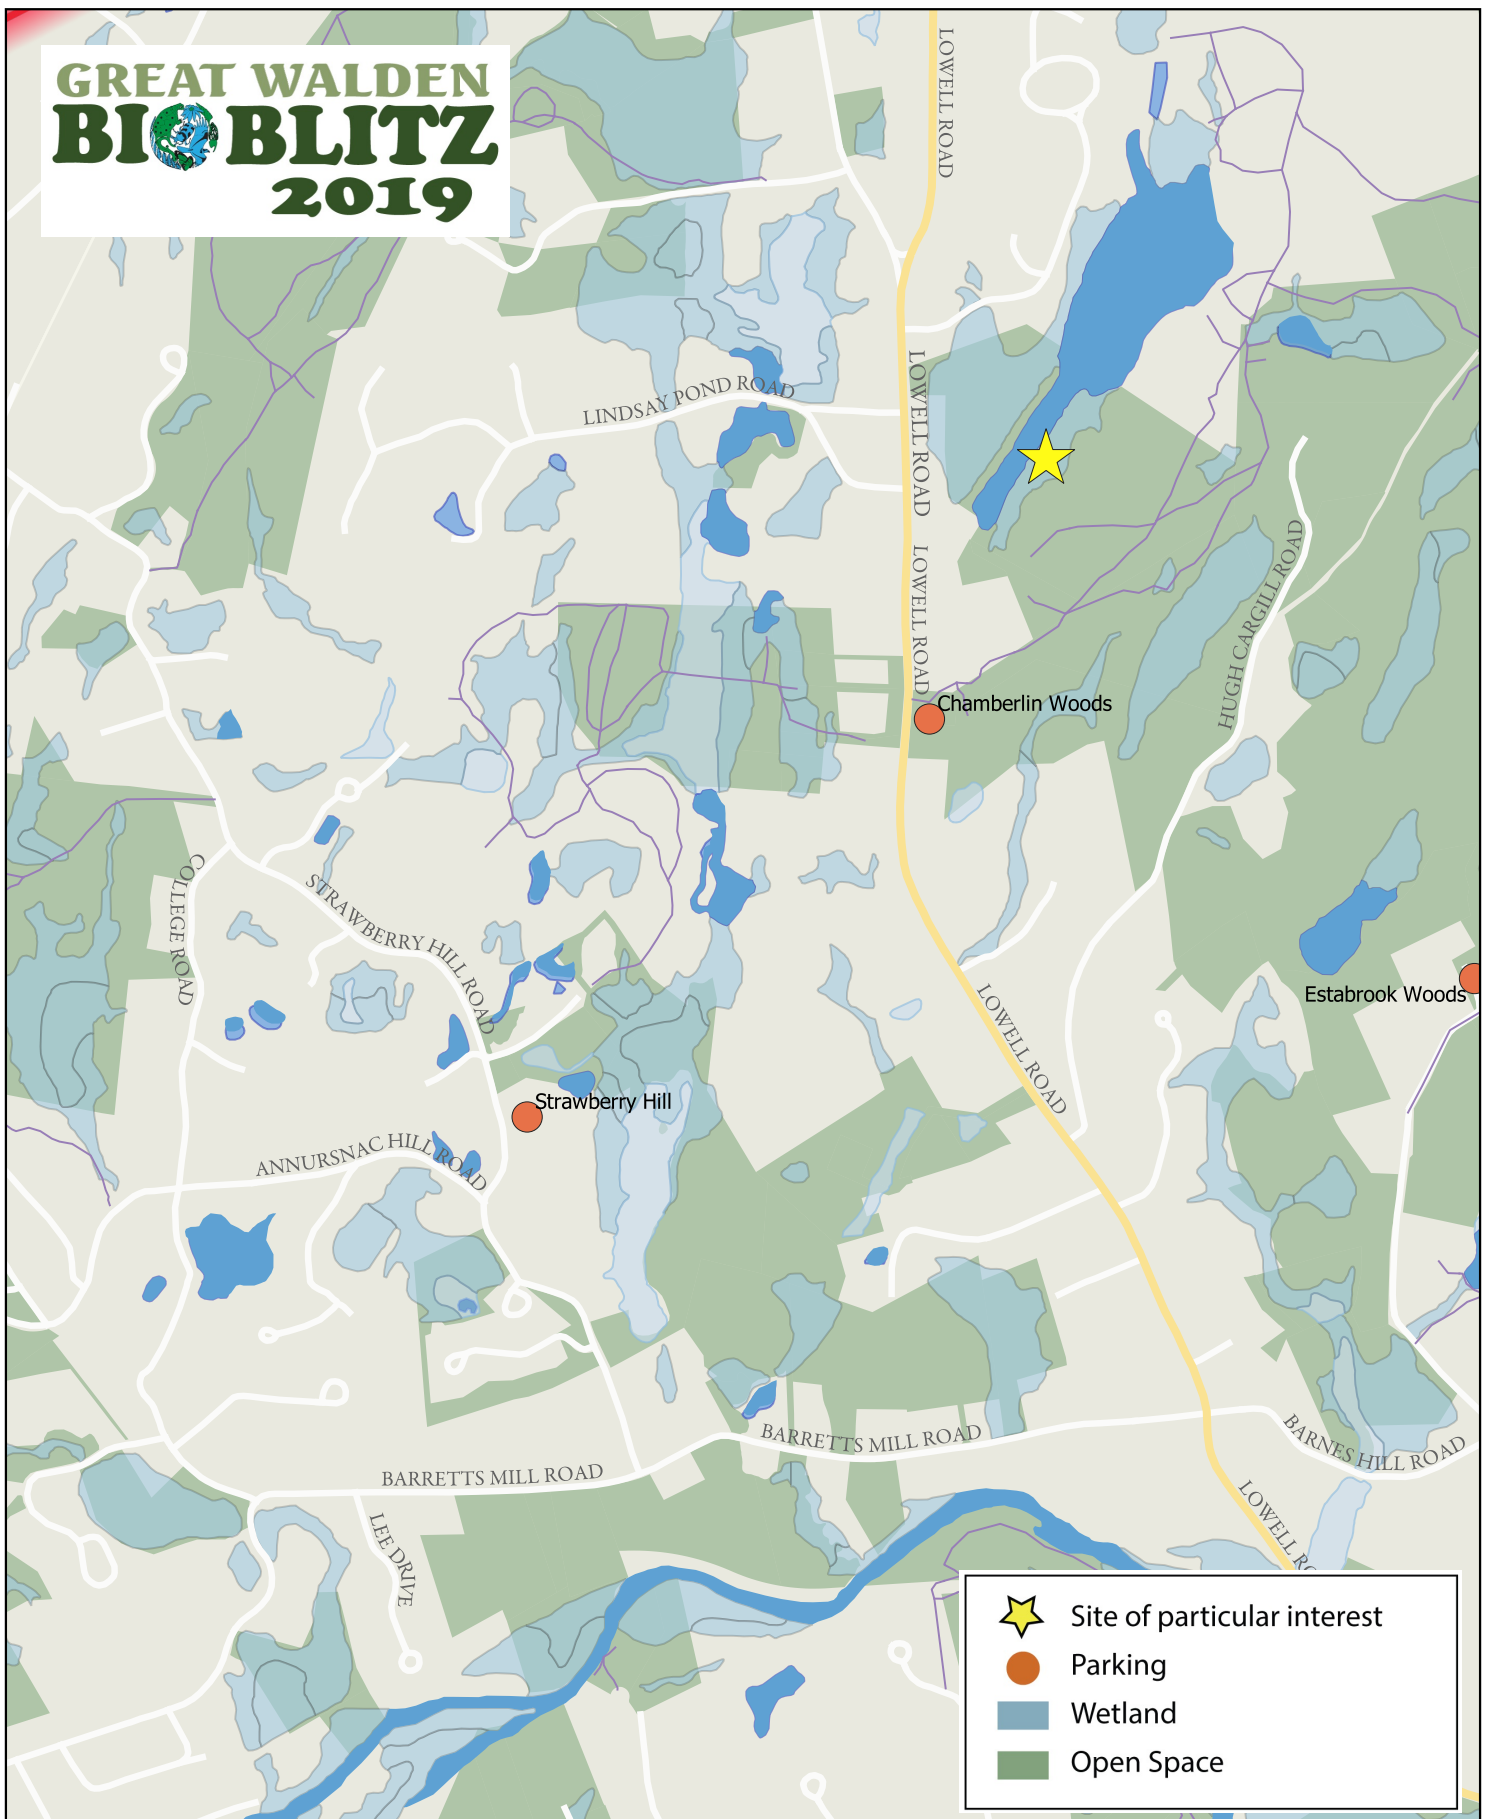 GREAT WALDEN
BIOBLITZ
2019
LOWELL ROAD
LINDSAY POND ROAD
LOWELL ROAD
LOWELL ROAD
HUGH CARGILL ROAD
Chamberlin Woods
COLLEGE ROAD
STRAWBERRY HILL ROAD
Estabrook Woods
LOWELL ROAD
Strawberry Hill
ANNURSNAC HILL ROAD
BARRETTS MILL ROAD
BARNES HILL ROAD
BARRETTS MILL ROAD
LEE DRIVE
LOWELL RO
Site of particular interest
Parking
Wetland
Open Space